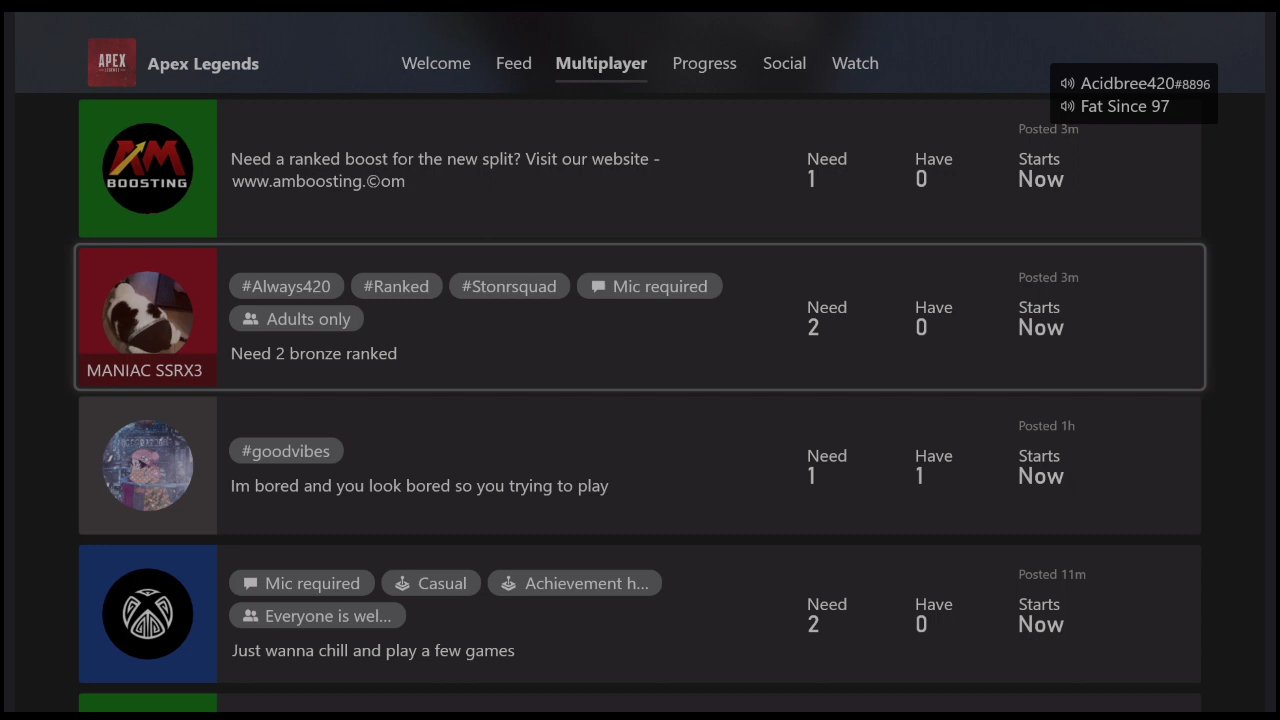 APEX
LEGENDS
Apex Legends
Welcome
Feed
Multiplayer
Progress
Social
Watch
Acidbree420#8896
Fat Since 97
AM
BOOSTING
Need a ranked boost for the new split? Visit our website -
www.amboosting.©om
Need
1
Have
0
Posted 3m
Starts
Now
MANIAC SSRX3
#Always420
#Ranked
#Stonrsquad
Mic required
Adults only
Need 2 bronze ranked
Need
2
Have
0
Posted 3m
Starts
Now
#goodvibes
Im bored and you look bored so you trying to play
Need
1
Have
1
Posted 1h
Starts
Now
Mic required
Casual
Achievement h...
Everyone is wel...
Just wanna chill and play a few games
Need
2
Have
0
Posted 11m
Starts
Now